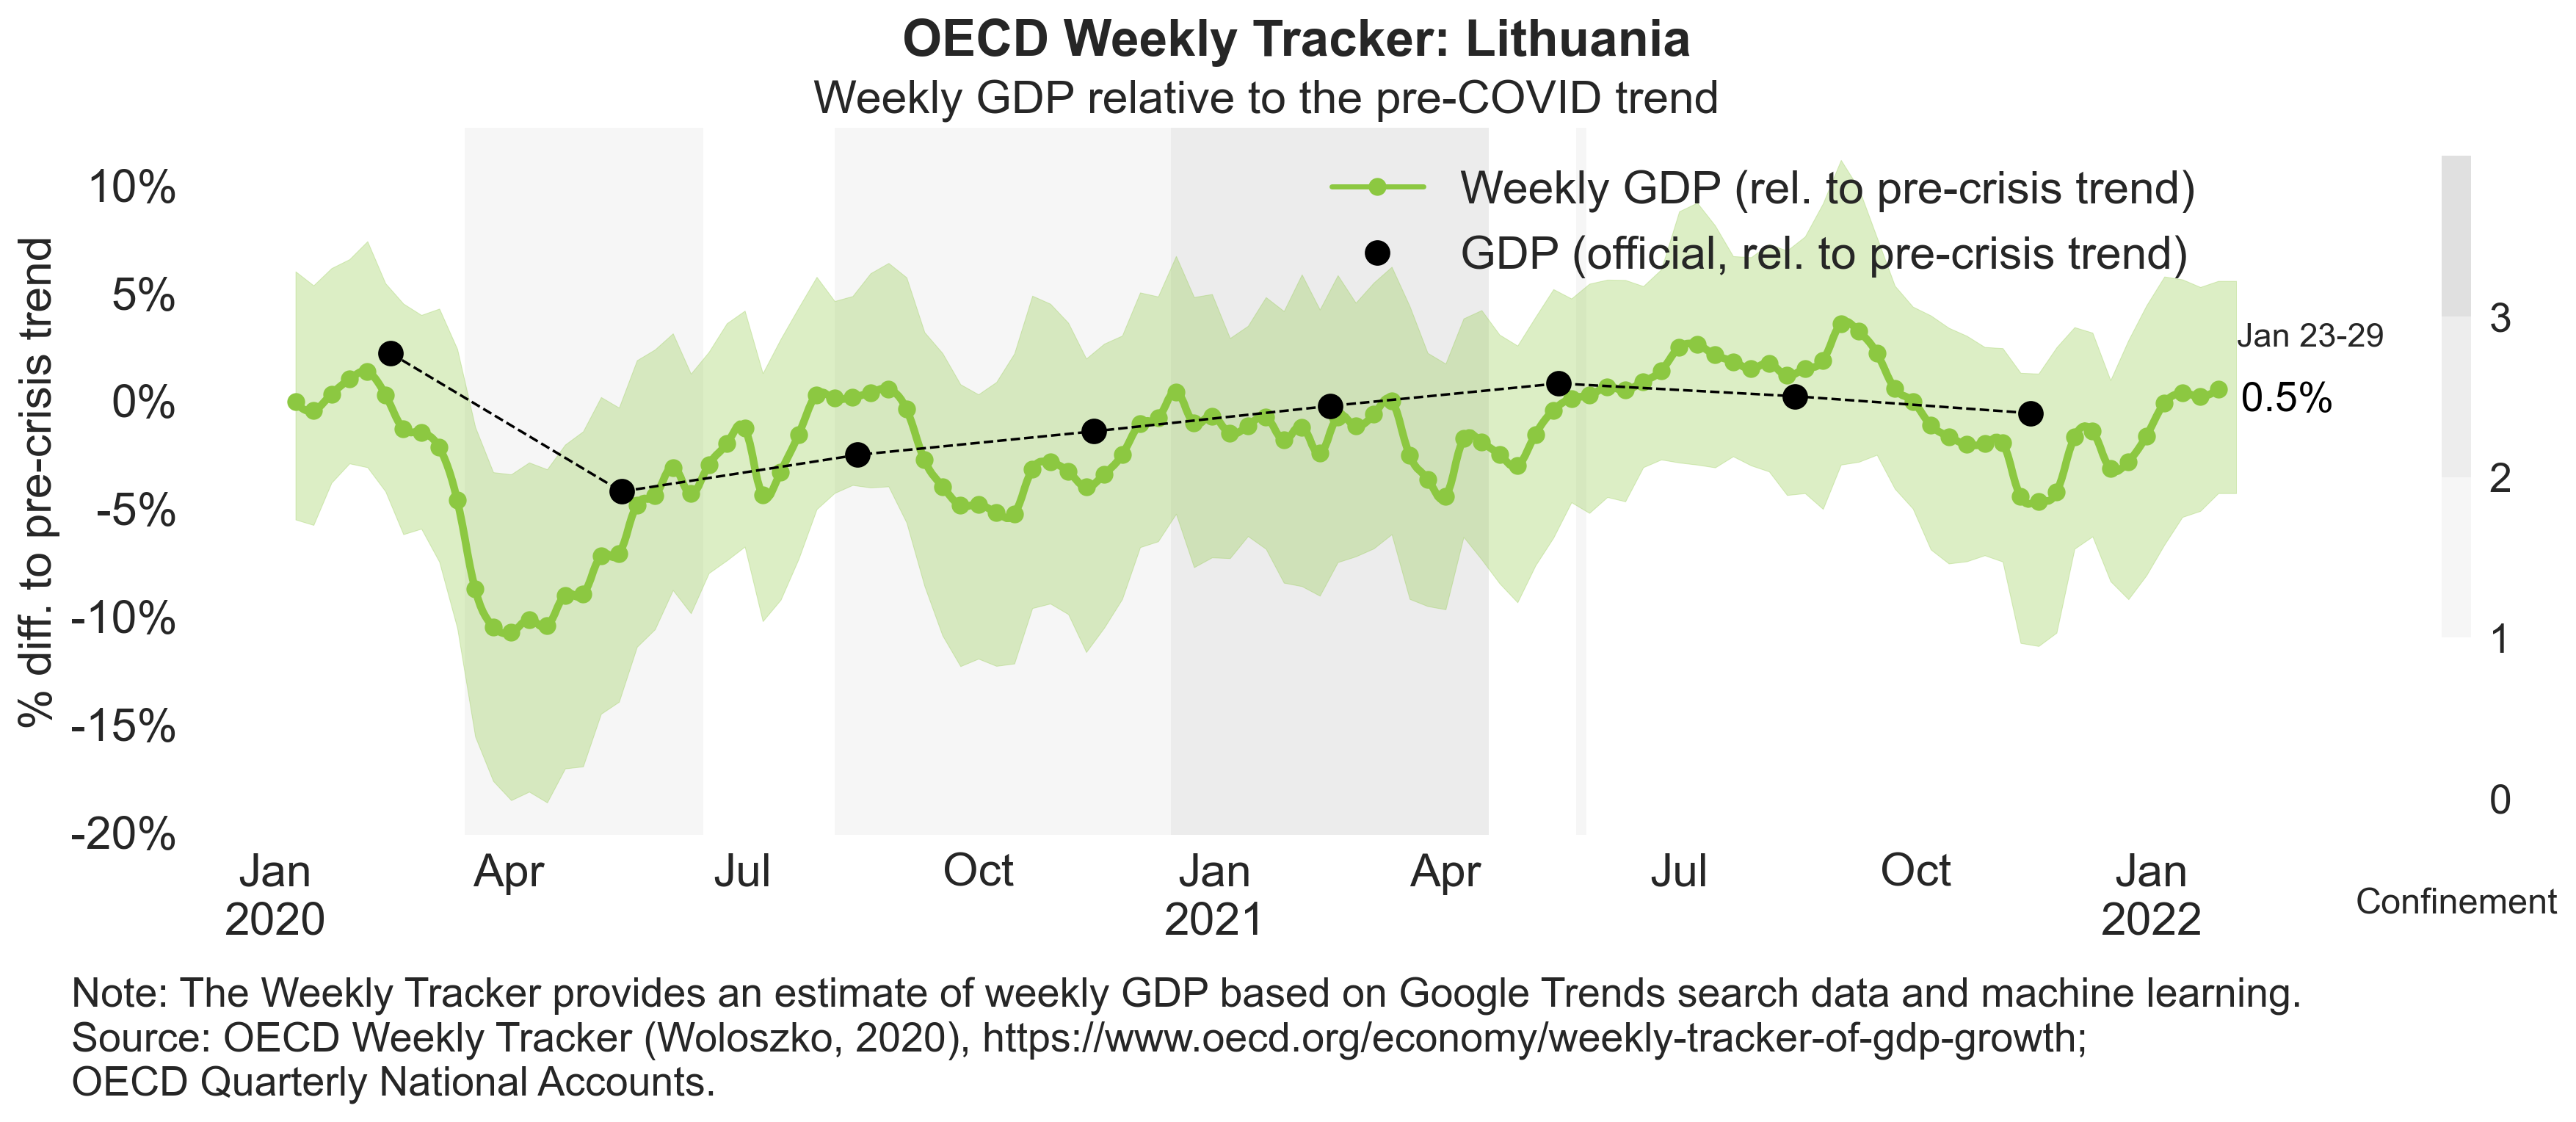 OECD Weekly Tracker: Lithuania
Weekly GDP relative to the pre-COVID trend
% diff. to pre-crisis trend
10%
5%
0%
-5%
-10%
-15%
-20%
Weekly GDP (rel. to pre-crisis trend)
GDP (official, rel. to pre-crisis trend)
Jan 23-29
0.5%
3
2
1
0
Confinement
Jan Apr Jul Oct Jan Apr Jul Oct Jan
2020 2021 2022
Note: The Weekly Tracker provides an estimate of weekly GDP based on Google Trends search data and machine learning.
Source: OECD Weekly Tracker (Woloszko, 2020), https://www.oecd.org/economy/weekly-tracker-of-gdp-growth;
OECD Quarterly National Accounts.